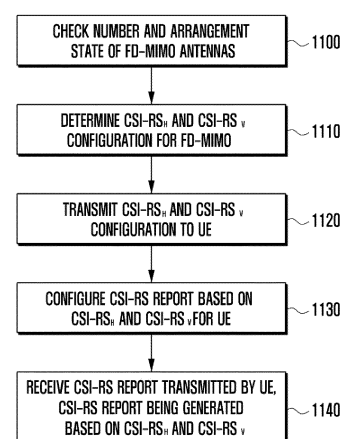 CHECK NUMBER AND ARRANGEMENT
STATE OF FD-MIMO ANTENNAS
1100
DETERMINE CSI-RSH AND CSI-RS V
CONFIGURATION FOR FD-MIMO
1110
TRANSMIT CSI-RSH AND CSI-RS V
CONFIGURATION TO UE
1120
CONFIGURE CSI-RS REPORT BASED ON
CSI-RSH AND CSI-RS V FOR UE
1130
RECEIVE CSI-RS REPORT TRANSMITTED BY UE,
CSI-RS REPORT BEING GENERATED
BASED ON CSI-RSH AND CSI-RS V
1140